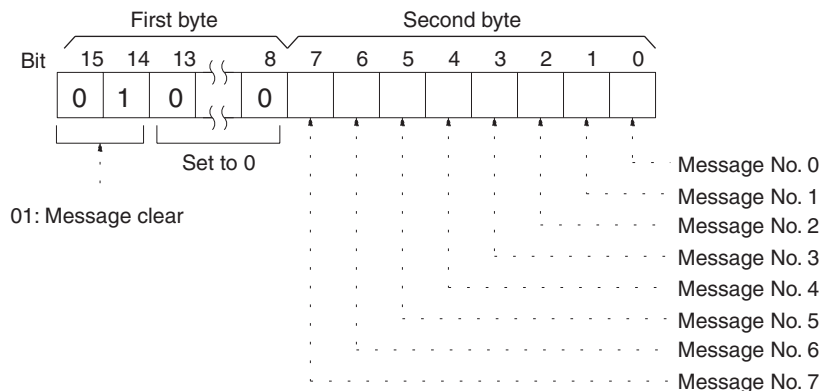 First byte Second byte
Bit 15 14 13 8 7 6 5 4 3 2 1 0
0 1 0 0
Set to 0
01: Message clear
Message No. 0
Message No. 1
Message No. 2
Message No. 3
Message No. 4
Message No. 5
Message No. 6
Message No. 7